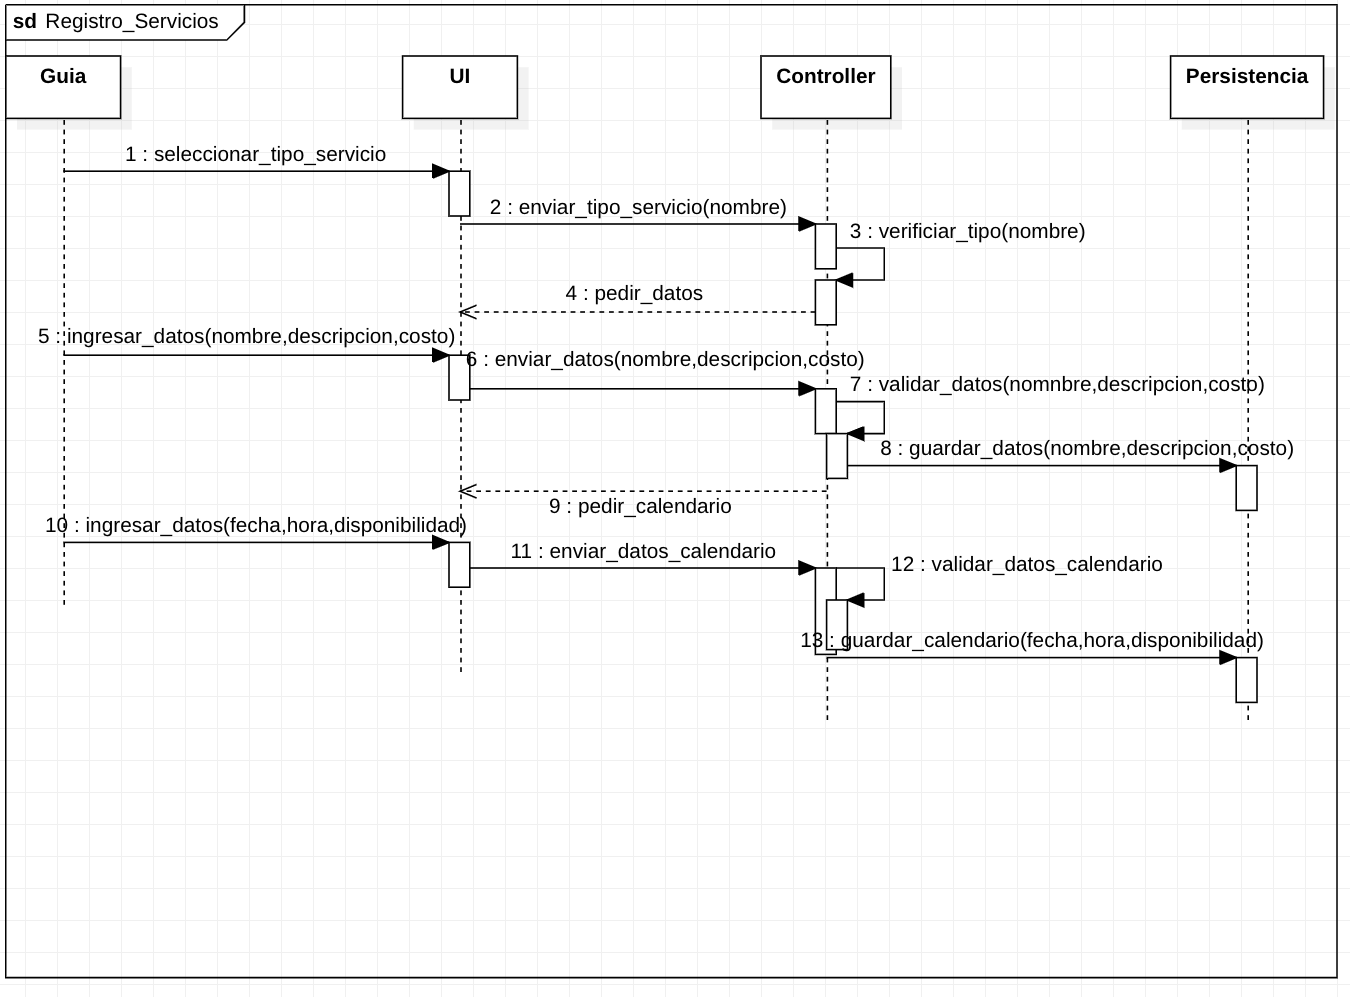 sd Registro_Servicios
Guia
UI
Controller
Persistencia
1 : seleccionar_tipo_servicio
2 : enviar_tipo_servicio(nombre)
3 : verificiar_tipo(nombre)
4 : pedir_datos
5 : ingresar_datos(nombre,descripcion,costo)
6 : enviar_datos(nombre,descripcion,costo)
7 : validar_datos(nomnbre,descripcion,costo)
8 : guardar_datos(nombre,descripcion,costo)
9 : pedir_calendario
10 : ingresar_datos(fecha,hora,disponibilidad)
11 : enviar_datos_calendario
12 : validar_datos_calendario
13 : guardar_calendario(fecha,hora,disponibilidad)